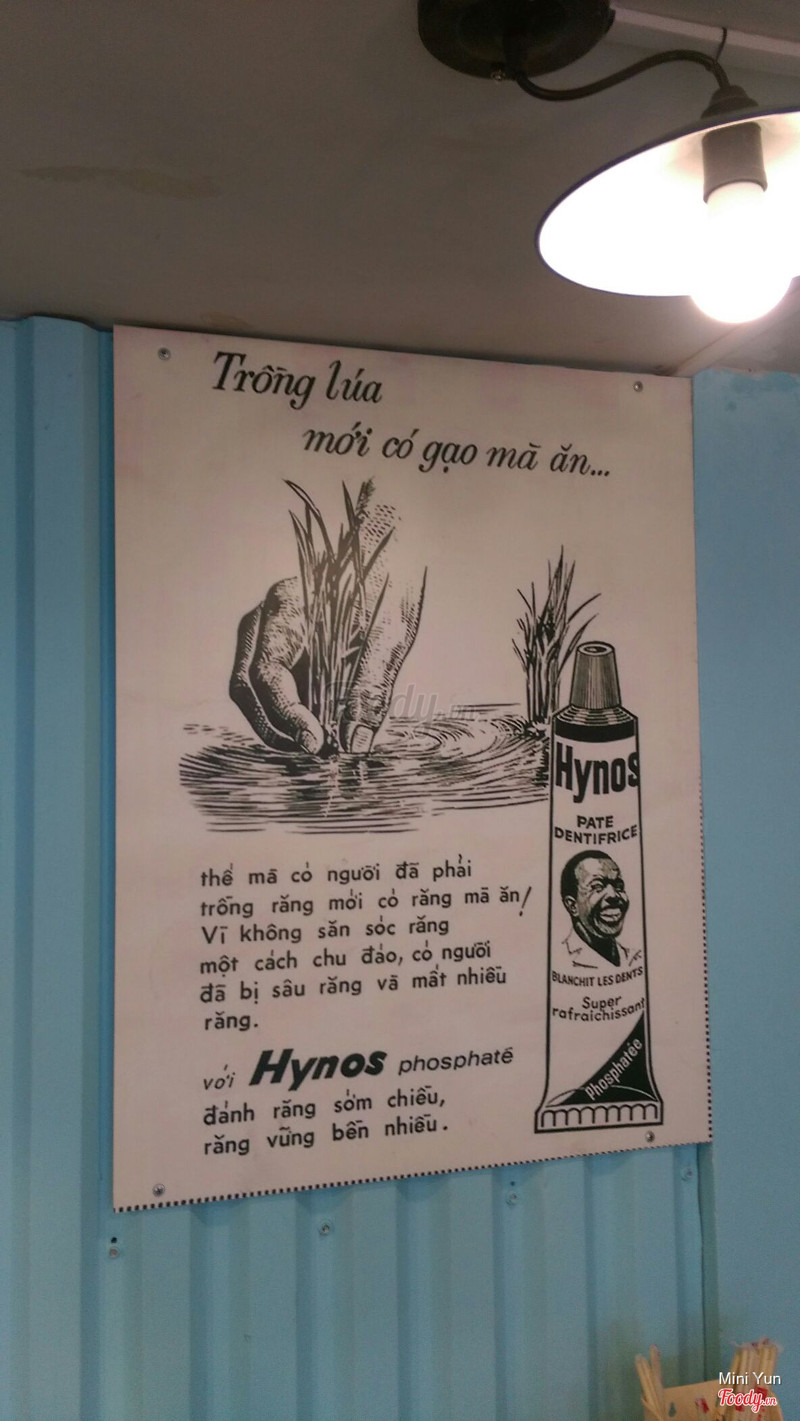 Trồng lúa
mới có gạo mà ăn...
Hynos
PATE
DENTIFRICE
BLANCHIT LES DENTS
Super
rafraichissant
Phosphatée
thế mà có người đã phải
trồng răng mới có răng mà ăn!
Vì không săn sóc răng
một cách chu đáo, có người
đã bị sâu răng và mất nhiều
răng.
với Hynos phosphaté
đánh răng sớm chiều,
răng vững bền nhiều.
Foody.vn
Mini Yun
Foody.vn